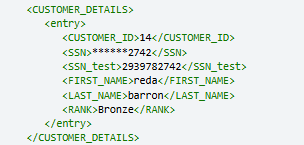 <CUSTOMER_DETAILS>
<entry>
<CUSTOMER_ID>14</CUSTOMER_ID>
<SSN>******2742</SSN>
<SSN_test>2939782742</SSN_test>
<FIRST_NAME>reda</FIRST_NAME>
<LAST_NAME>barron</LAST_NAME>
<RANK>Bronze</RANK>
</entry>
</CUSTOMER_DETAILS>